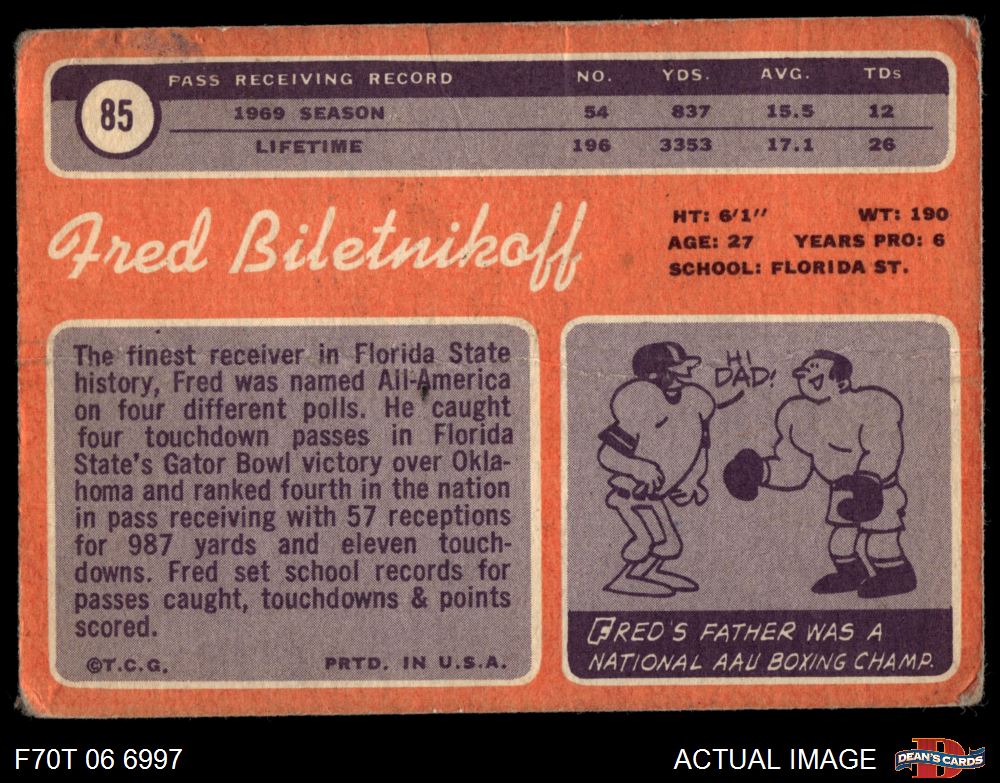 85
PASS RECEIVING RECORD NO. YDS. AVG. TDs
1969 SEASON 54 837 15.5 12
LIFETIME 196 3353 17.1 26
Fred Biletnikoff
HT: 6'1" WT: 190
AGE: 27 YEARS PRO: 6
SCHOOL: FLORIDA ST.
The finest receiver in Florida State
history, Fred was named All-America
on four different polls. He caught
four touchdown passes in Florida
State's Gator Bowl victory over Okla-
homa and ranked fourth in the nation
in pass receiving with 57 receptions
for 987 yards and eleven touch-
downs. Fred set school records for
passes caught, touchdowns & points
scored.
©T.C.G. PRTD. IN U.S.A.
HI
DAD!
FRED'S FATHER WAS A
NATIONAL AAU BOXING CHAMP.
F70T 06 6997
ACTUAL IMAGE
D
DEAN'S CARDS